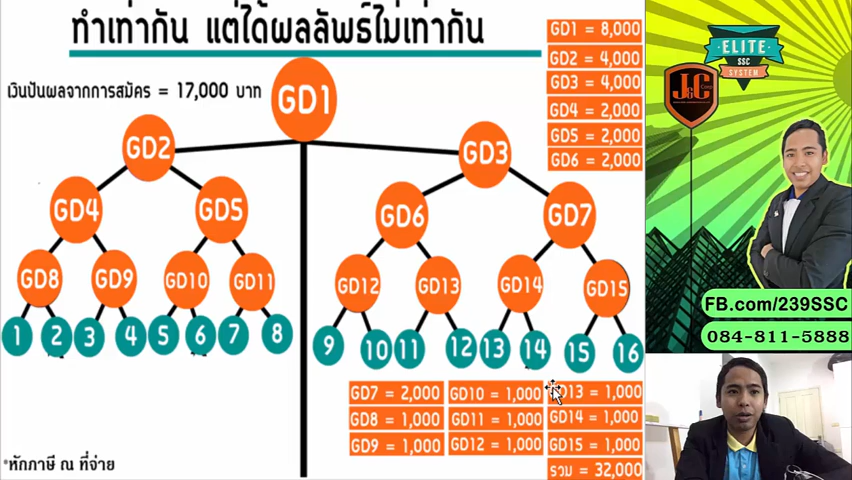 ทำเท่ากัน แต่ได้ผลลัพธ์ไม่เท่ากัน
เงินปันผลจากการสมัคร = 17,000 บาท
GD1
GD2
GD3
GD4
GD5
GD6
GD7
GD8
GD9
GD10
GD11
GD12
GD13
GD14
GD15
1
2
3
4
5
6
7
8
9
10
11
12
13
14
15
16
GD1 = 8,000
GD2 = 4,000
GD3 = 4,000
GD4 = 2,000
GD5 = 2,000
GD6 = 2,000
GD7 = 2,000
GD8 = 1,000
GD9 = 1,000
GD10 = 1,000
GD11 = 1,000
GD12 = 1,000
D13 = 1,000
GD14 = 1,000
GD15 = 1,000
รวม = 32,000
*หักภาษี ณ ที่จ่าย
ELITE
SSC
SYSTEM
J&C
Corp
FB.com/239SSC
084-811-5888